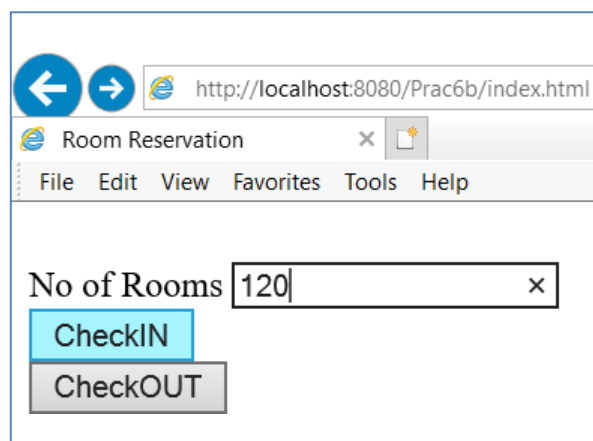 http://localhost:8080/Prac6b/index.html
Room Reservation
File Edit View Favorites Tools Help
No of Rooms 120
CheckIN
CheckOUT